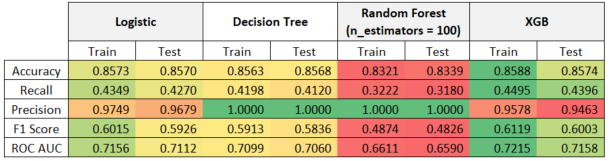 Logistic Decision Tree Random Forest (n_estimators = 100) XGB
Train Test Train Test Train Test Train Test
Accuracy 0.8573 0.8570 0.8563 0.8568 0.8321 0.8339 0.8588 0.8574
Recall 0.4349 0.4270 0.4198 0.4120 0.3222 0.3180 0.4495 0.4396
Precision 0.9749 0.9679 1.0000 1.0000 1.0000 1.0000 0.9578 0.9463
F1 Score 0.6015 0.5926 0.5913 0.5836 0.4874 0.4826 0.6119 0.6003
ROC AUC 0.7156 0.7112 0.7099 0.7060 0.6611 0.6590 0.7215 0.7158